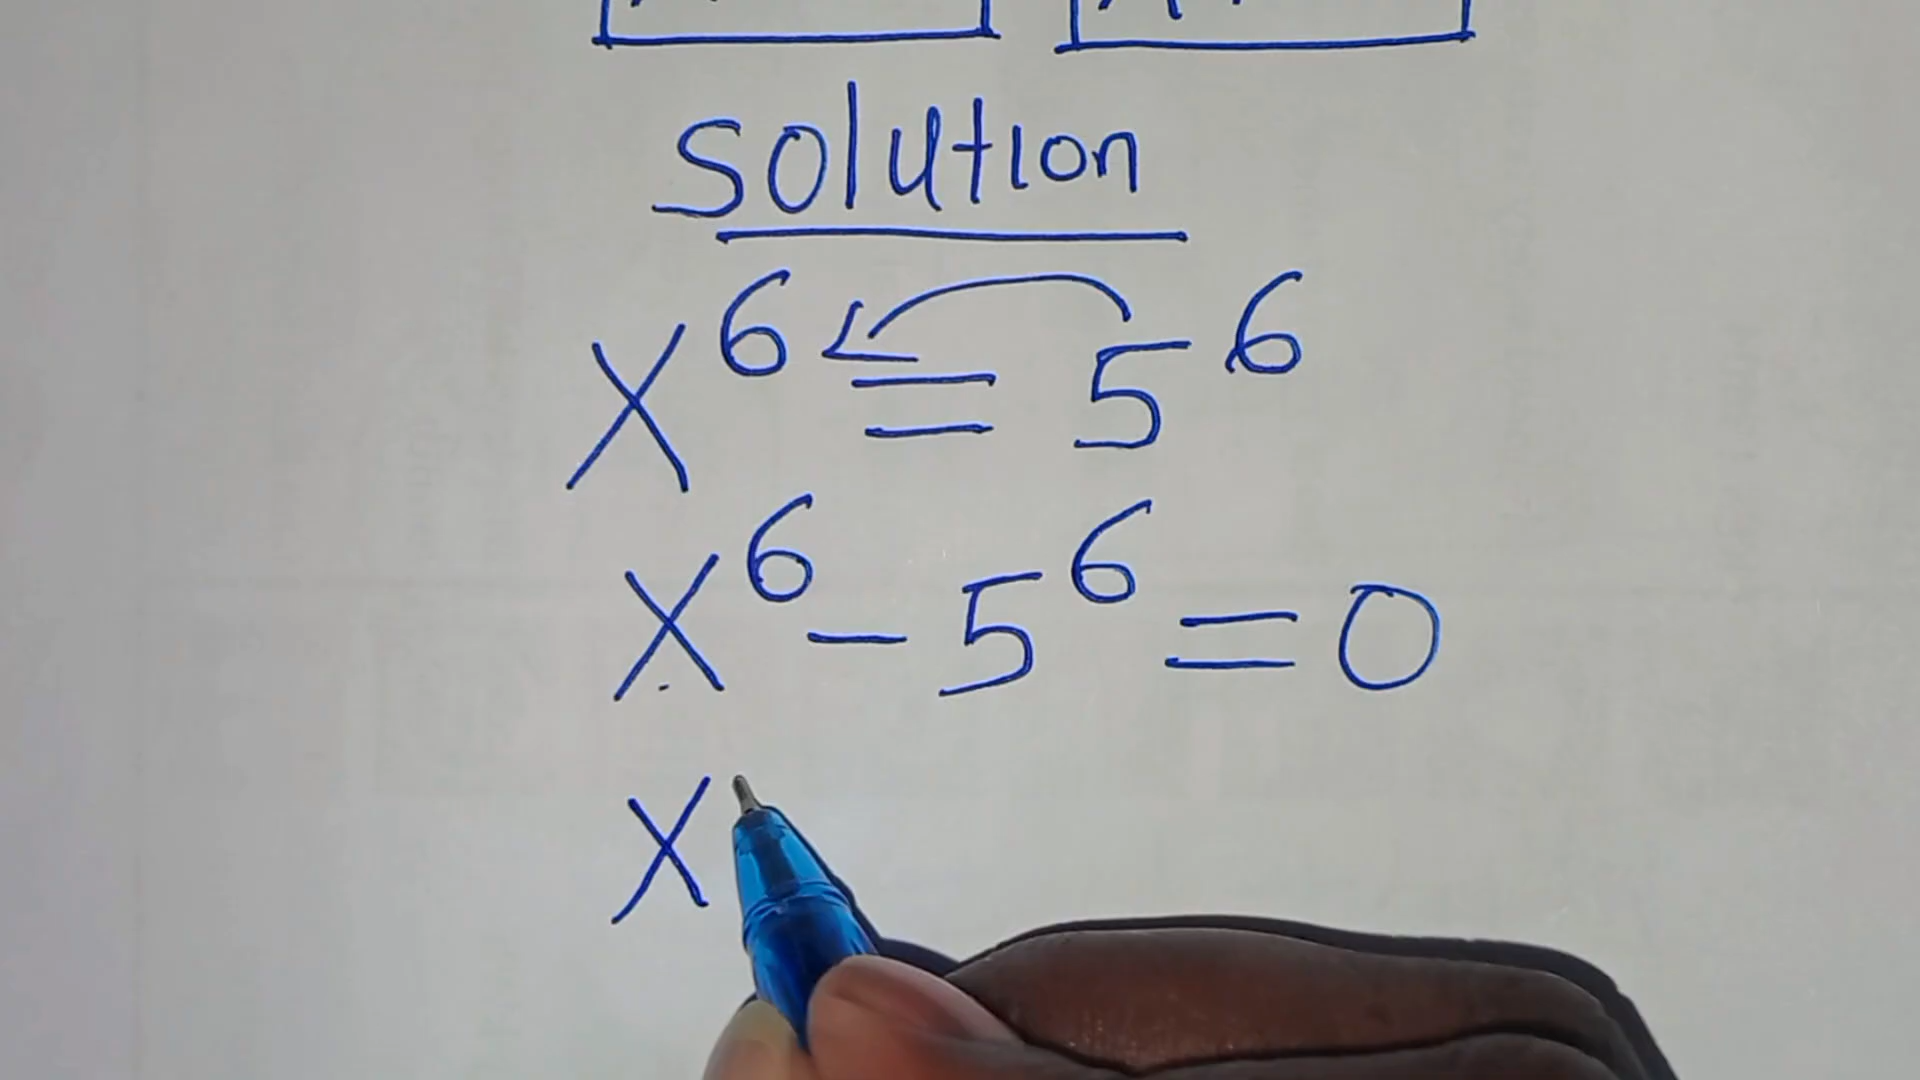 Solution
X⁶ = 5⁶
X⁶ - 5⁶ = 0
X